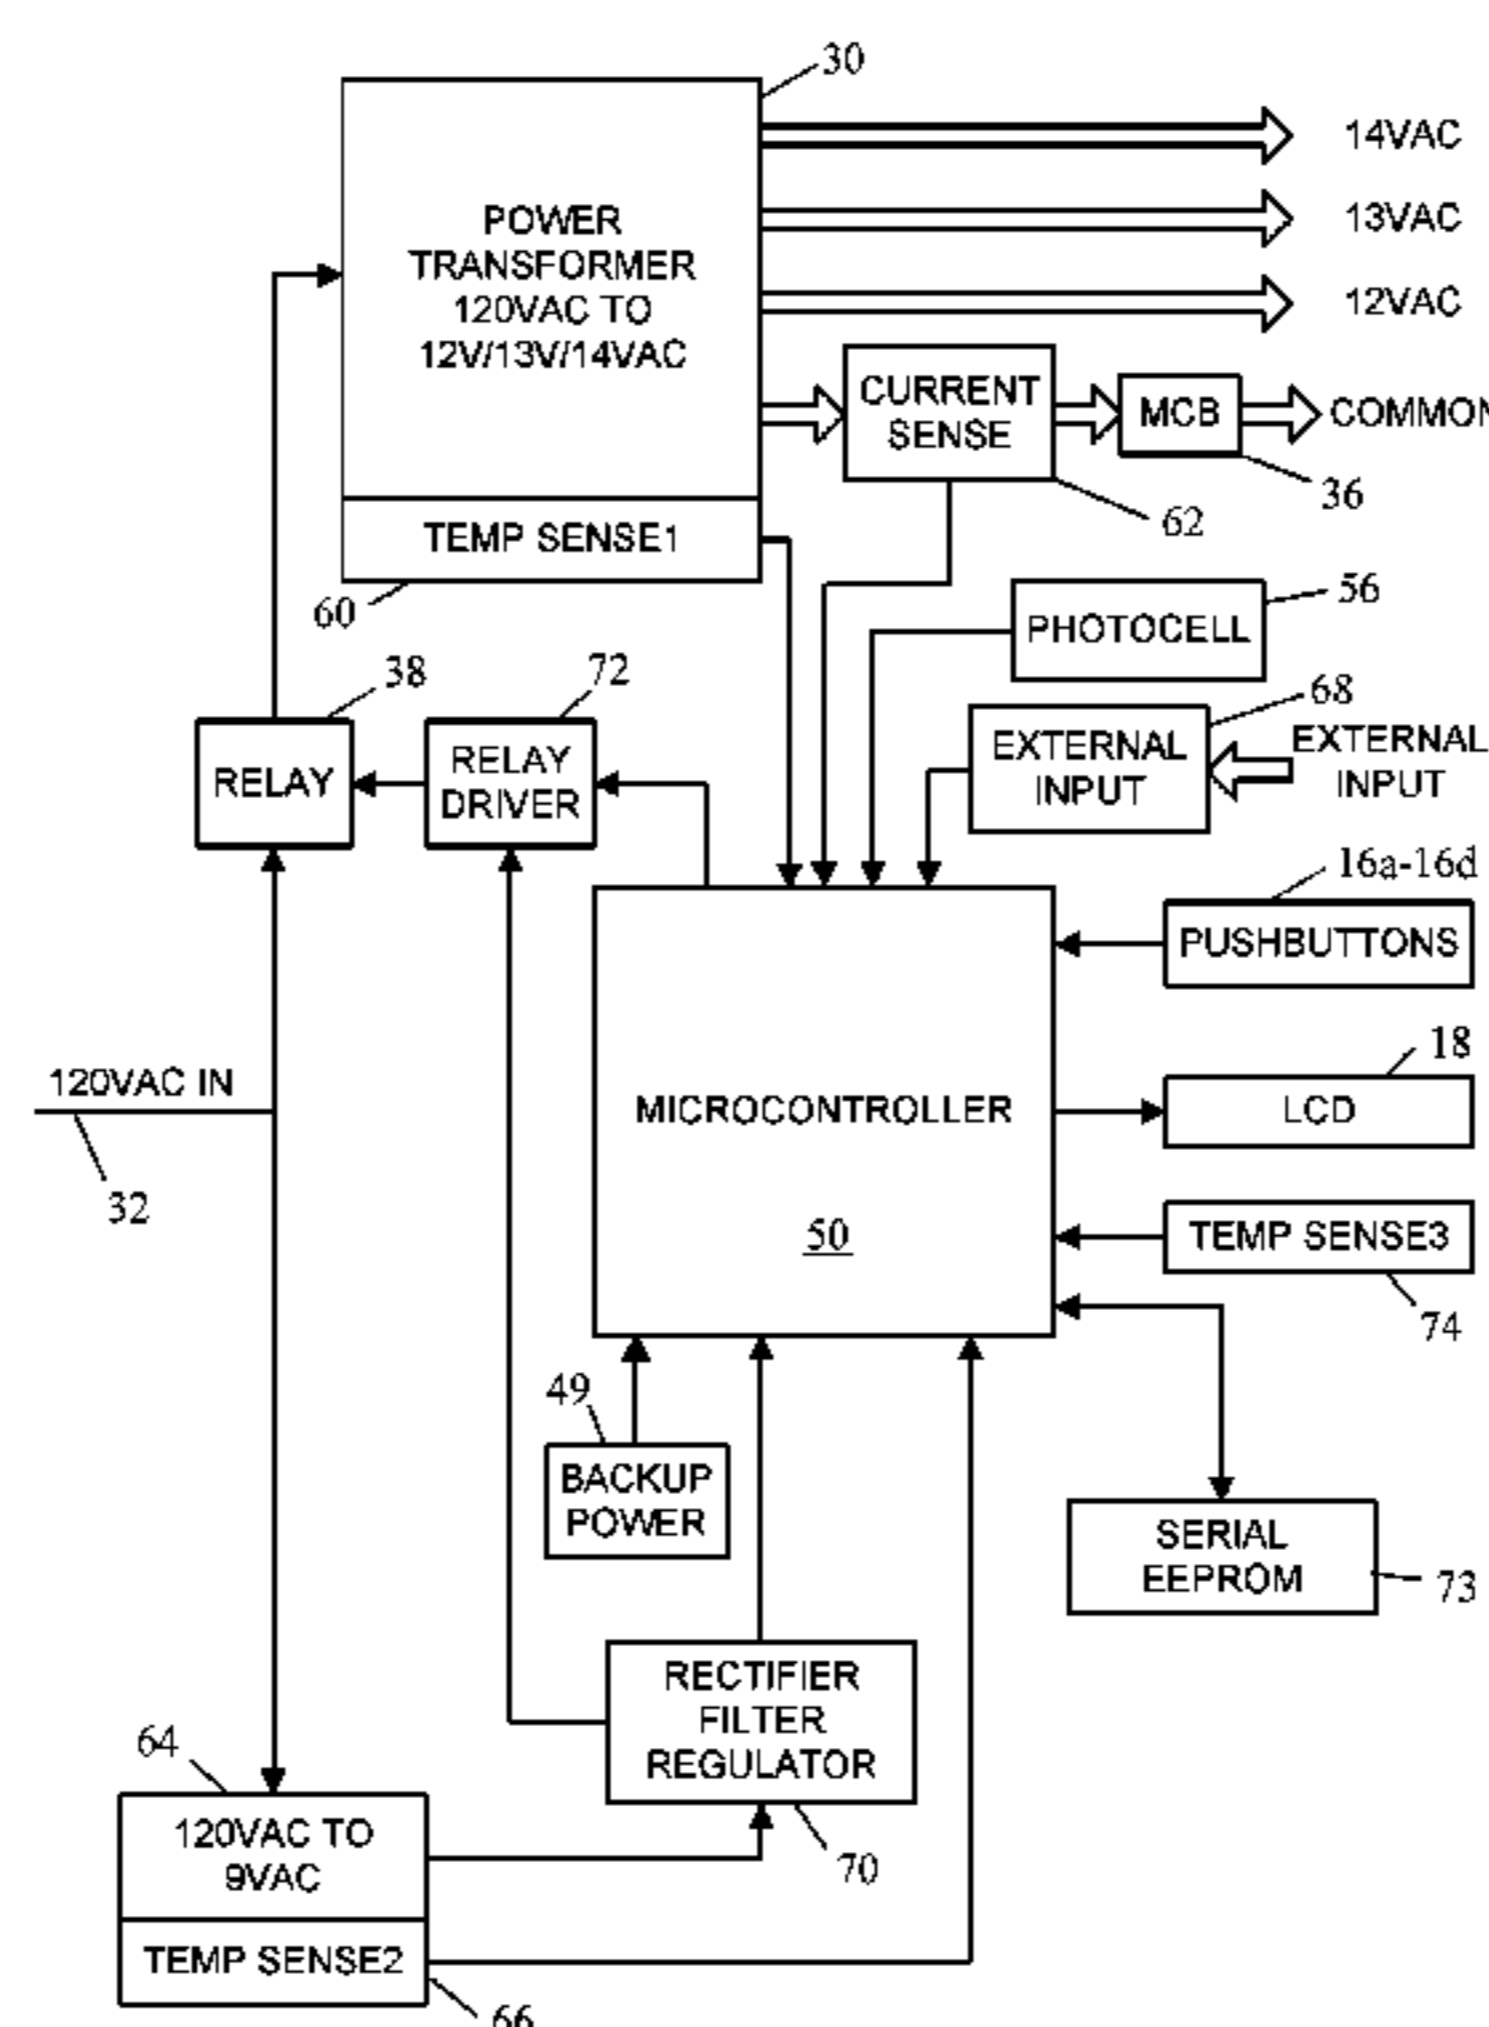 30
14VAC
13VAC
12VAC
POWER
TRANSFORMER
120VAC TO
12V/13V/14VAC
CURRENT
SENSE
MCB
COMMON
36
62
TEMP SENSE1
60
56
PHOTOCELL
38
72
68
RELAY
RELAY
DRIVER
EXTERNAL
INPUT
EXTERNAL
INPUT
16a-16d
PUSHBUTTONS
120VAC IN
32
MICROCONTROLLER
50
18
LCD
TEMP SENSE3
74
49
BACKUP
POWER
SERIAL
EEPROM
73
RECTIFIER
FILTER
REGULATOR
70
64
120VAC TO
9VAC
TEMP SENSE2
66